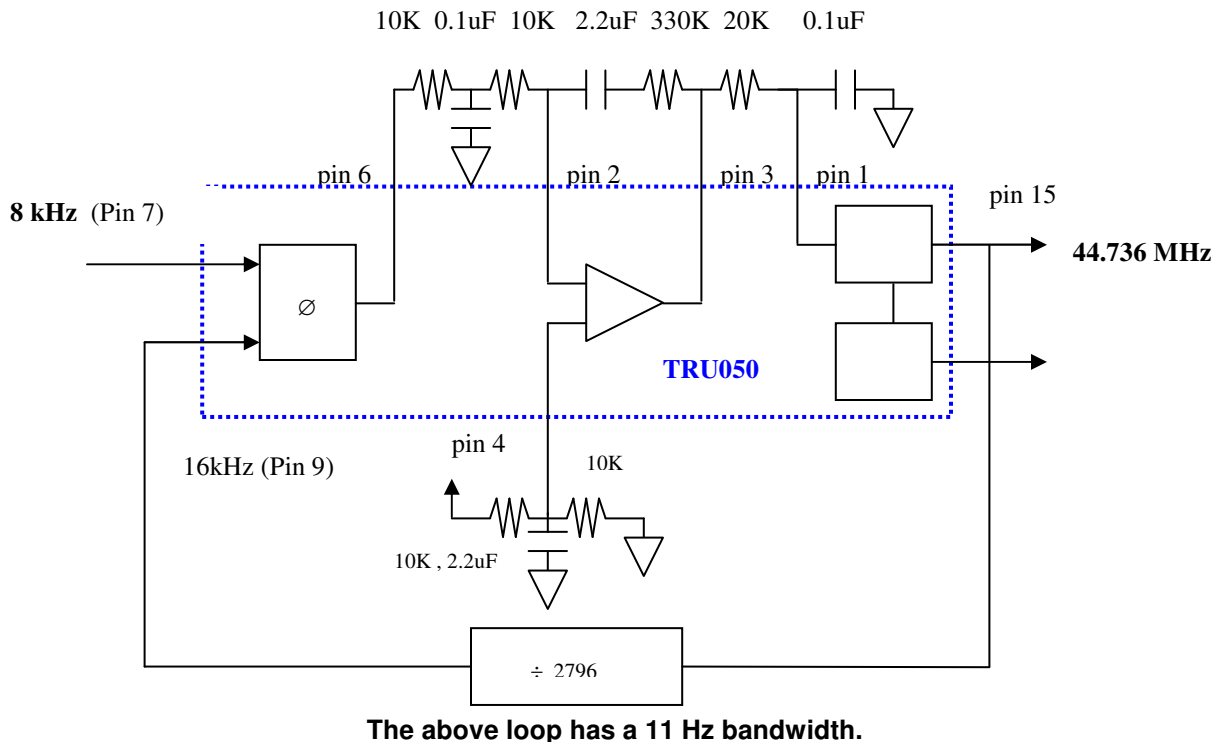 10K 0.1uF 10K 2.2uF 330K 20K 0.1uF
pin 6
pin 2
pin 3
pin 1
pin 15
8 kHz (Pin 7)
44.736 MHz
∅
TRU050
pin 4
16kHz (Pin 9)
10K
10K , 2.2uF
÷ 2796
The above loop has a 11 Hz bandwidth.